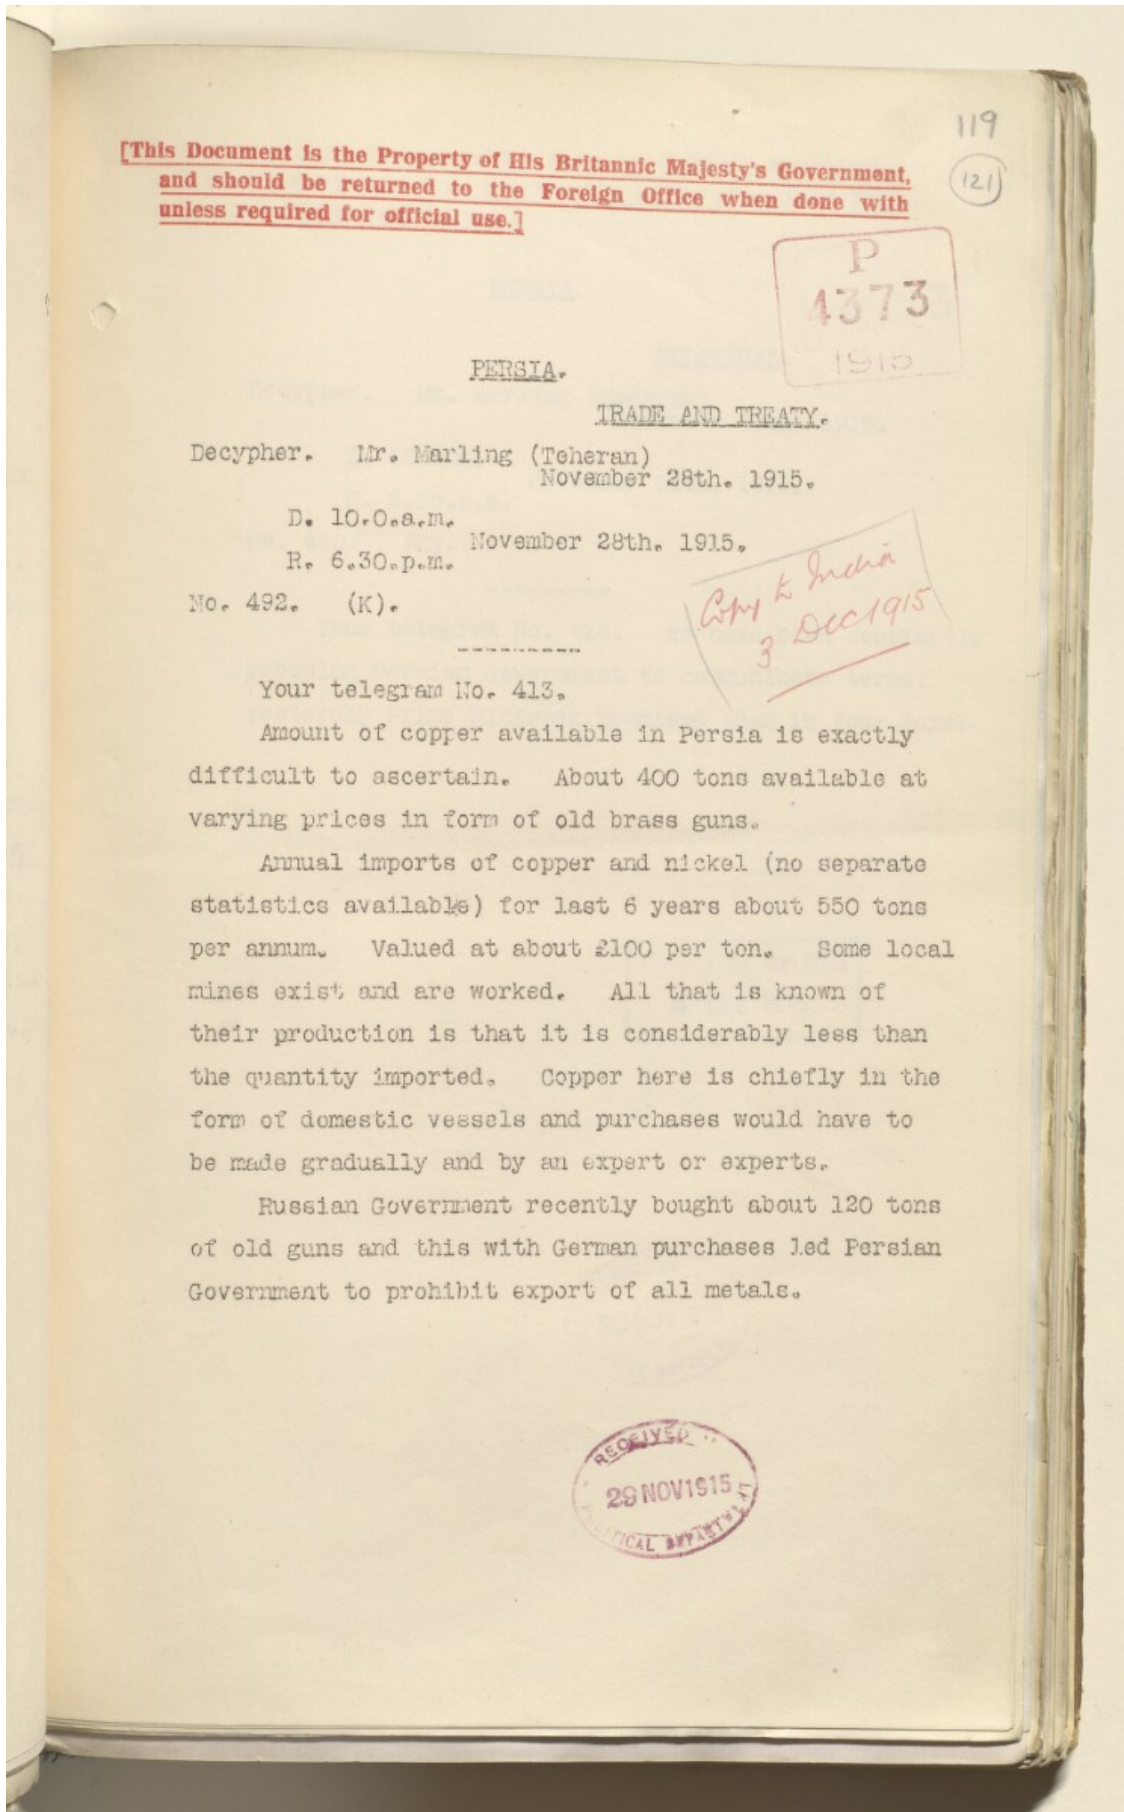 119
121
[This Document is the Property of His Britannic Majesty's Government,
and should be returned to the Foreign Office when done with
unless required for official use.]
P
4373
1915
PERSIA.
TRADE AND TREATY.
Decypher. Mr. Marling (Teheran)
November 28th. 1915.
D. 10.0.a.m.
November 28th. 1915.
R. 6.30.p.m.
No. 492. (K).
Copy to India
3 DEC 1915
----------
Your telegram No. 413.
Amount of copper available in Persia is exactly
difficult to ascertain. About 400 tons available at
varying prices in form of old brass guns.
Annual imports of copper and nickel (no separate
statistics available) for last 6 years about 550 tons
per annum. Valued at about £100 per ton. Some local
mines exist and are worked. All that is known of
their production is that it is considerably less than
the quantity imported. Copper here is chiefly in the
form of domestic vessels and purchases would have to
be made gradually and by an expert or experts.
Russian Government recently bought about 120 tons
of old guns and this with German purchases led Persian
Government to prohibit export of all metals.
RECEIVED
29 NOV 1915
POLITICAL DEPARTMENT